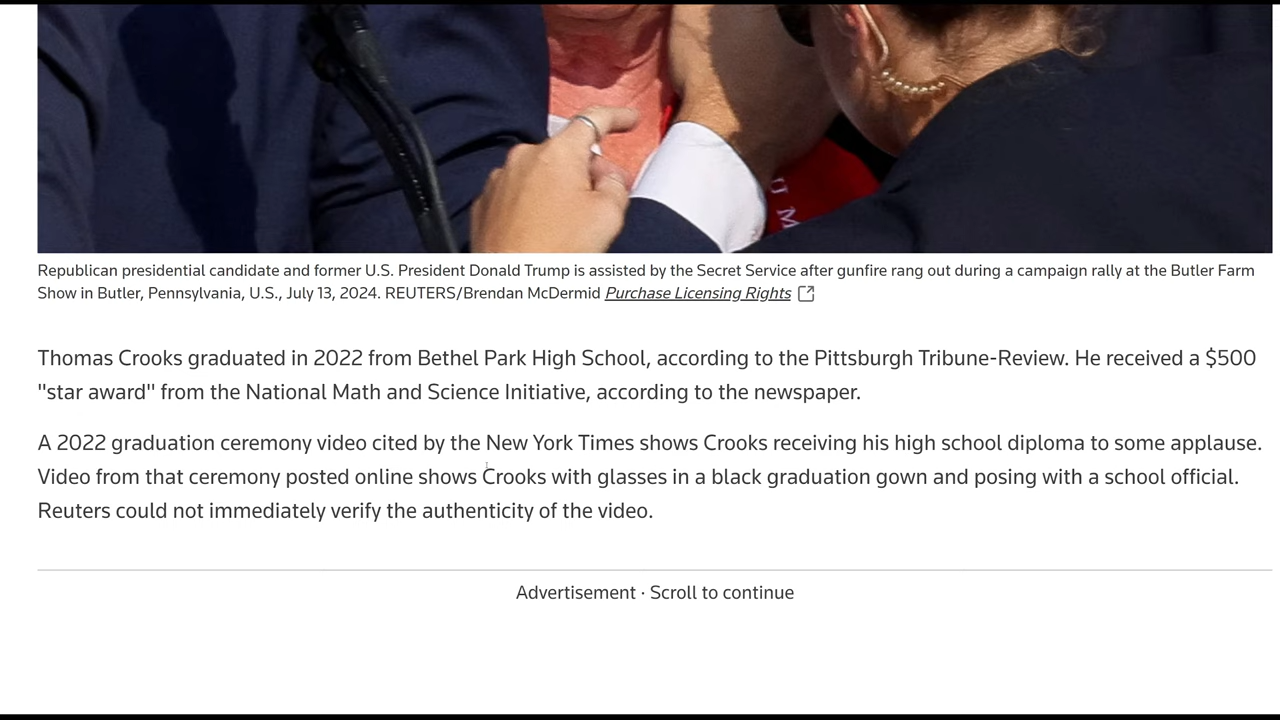 UM
Republican presidential candidate and former U.S. President Donald Trump is assisted by the Secret Service after gunfire rang out during a campaign rally at the Butler Farm
Show in Butler, Pennsylvania, U.S., July 13, 2024. REUTERS/Brendan McDermid Purchase Licensing Rights
Thomas Crooks graduated in 2022 from Bethel Park High School, according to the Pittsburgh Tribune-Review. He received a $500
"star award" from the National Math and Science Initiative, according to the newspaper.
A 2022 graduation ceremony video cited by the New York Times shows Crooks receiving his high school diploma to some applause.
Video from that ceremony posted online shows Crooks with glasses in a black graduation gown and posing with a school official.
Reuters could not immediately verify the authenticity of the video.
Advertisement · Scroll to continue